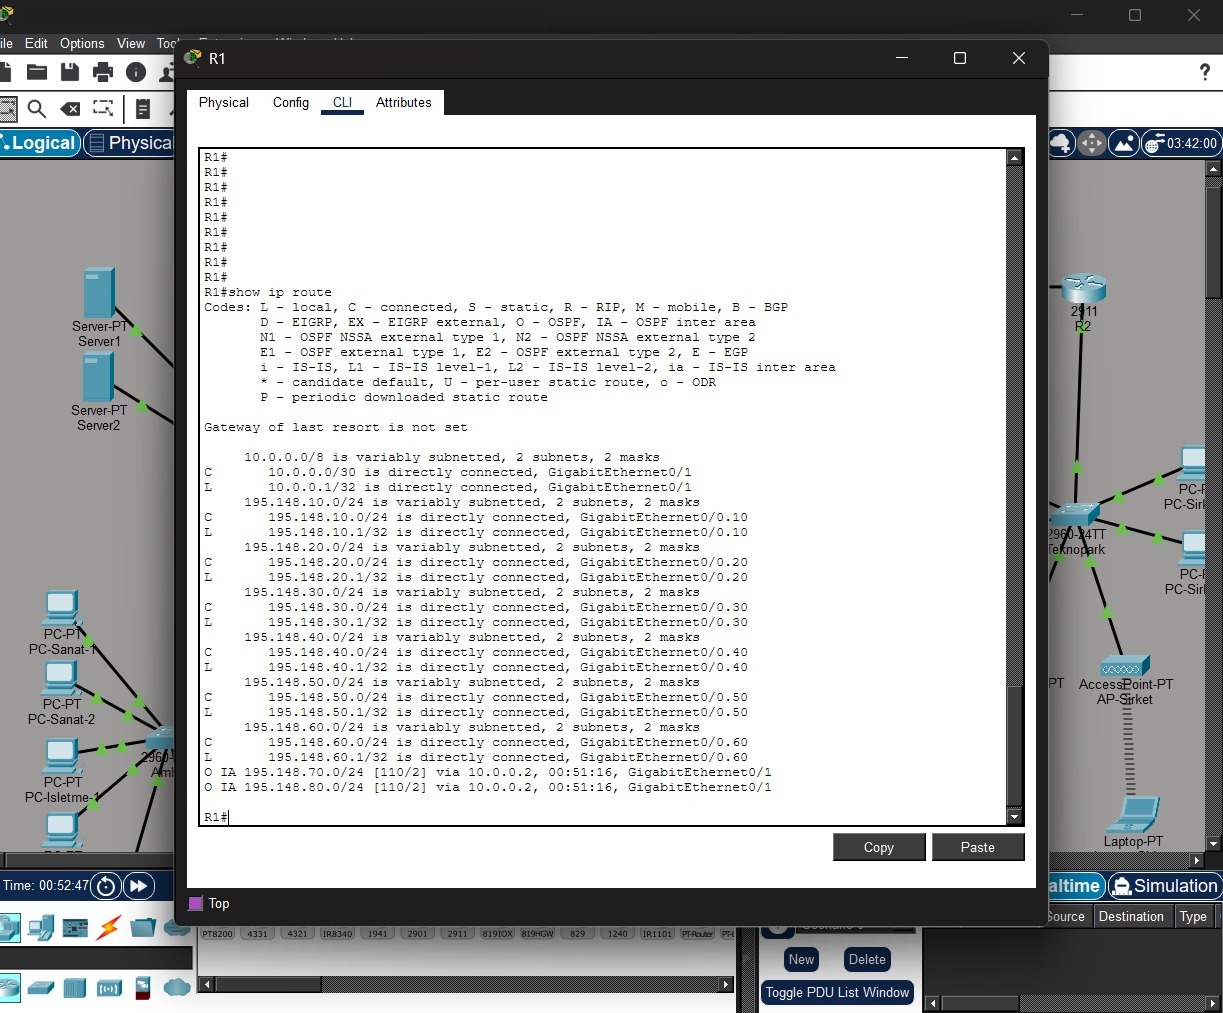 ile Edit Options View
R1
Physical Config CLI Attributes
Logical
Physical
03:42:00
R1#
R1#
R1#
R1#
R1#
R1#
R1#
R1#
R1#
R1#show ip route
Codes: L - local, C - connected, S - static, R - RIP, M - mobile, B - BGP
D - EIGRP, EX - EIGRP external, O - OSPF, IA - OSPF inter area
N1 - OSPF NSSA external type 1, N2 - OSPF NSSA external type 2
E1 - OSPF external type 1, E2 - OSPF external type 2, E - EGP
i - IS-IS, L1 - IS-IS level-1, L2 - IS-IS level-2, ia - IS-IS inter area
* - candidate default, U - per-user static route, o - ODR
P - periodic downloaded static route
Gateway of last resort is not set
10.0.0.0/8 is variably subnetted, 2 subnets, 2 masks
C 10.0.0.0/30 is directly connected, GigabitEthernet0/1
L 10.0.0.1/32 is directly connected, GigabitEthernet0/1
195.148.10.0/24 is variably subnetted, 2 subnets, 2 masks
C 195.148.10.0/24 is directly connected, GigabitEthernet0/0.10
L 195.148.10.1/32 is directly connected, GigabitEthernet0/0.10
195.148.20.0/24 is variably subnetted, 2 subnets, 2 masks
C 195.148.20.0/24 is directly connected, GigabitEthernet0/0.20
L 195.148.20.1/32 is directly connected, GigabitEthernet0/0.20
195.148.30.0/24 is variably subnetted, 2 subnets, 2 masks
C 195.148.30.0/24 is directly connected, GigabitEthernet0/0.30
L 195.148.30.1/32 is directly connected, GigabitEthernet0/0.30
195.148.40.0/24 is variably subnetted, 2 subnets, 2 masks
C 195.148.40.0/24 is directly connected, GigabitEthernet0/0.40
L 195.148.40.1/32 is directly connected, GigabitEthernet0/0.40
195.148.50.0/24 is variably subnetted, 2 subnets, 2 masks
C 195.148.50.0/24 is directly connected, GigabitEthernet0/0.50
L 195.148.50.1/32 is directly connected, GigabitEthernet0/0.50
195.148.60.0/24 is variably subnetted, 2 subnets, 2 masks
C 195.148.60.0/24 is directly connected, GigabitEthernet0/0.60
L 195.148.60.1/32 is directly connected, GigabitEthernet0/0.60
O IA 195.148.70.0/24 [110/2] via 10.0.0.2, 00:51:16, GigabitEthernet0/1
O IA 195.148.80.0/24 [110/2] via 10.0.0.2, 00:51:16, GigabitEthernet0/1
R1#
Copy Paste
Top
Server-PT
Server1
Server-PT
Server2
PC-PT
PC-Sanat-1
PC-PT
PC-Sanat-2
PC-PT
PC-Isletme-1
2911
R2
2960-24TT
Teknopark
AccessPoint-PT
AP-Sirket
Laptop-PT
Time: 00:52:47
Simulation
Source Destination Type
PT8200 4331 4321 IR8340 1941 2901 2911 819IOX 819HGW 829 1240 IR1101 PT-Router
New Delete
Toggle PDU List Window